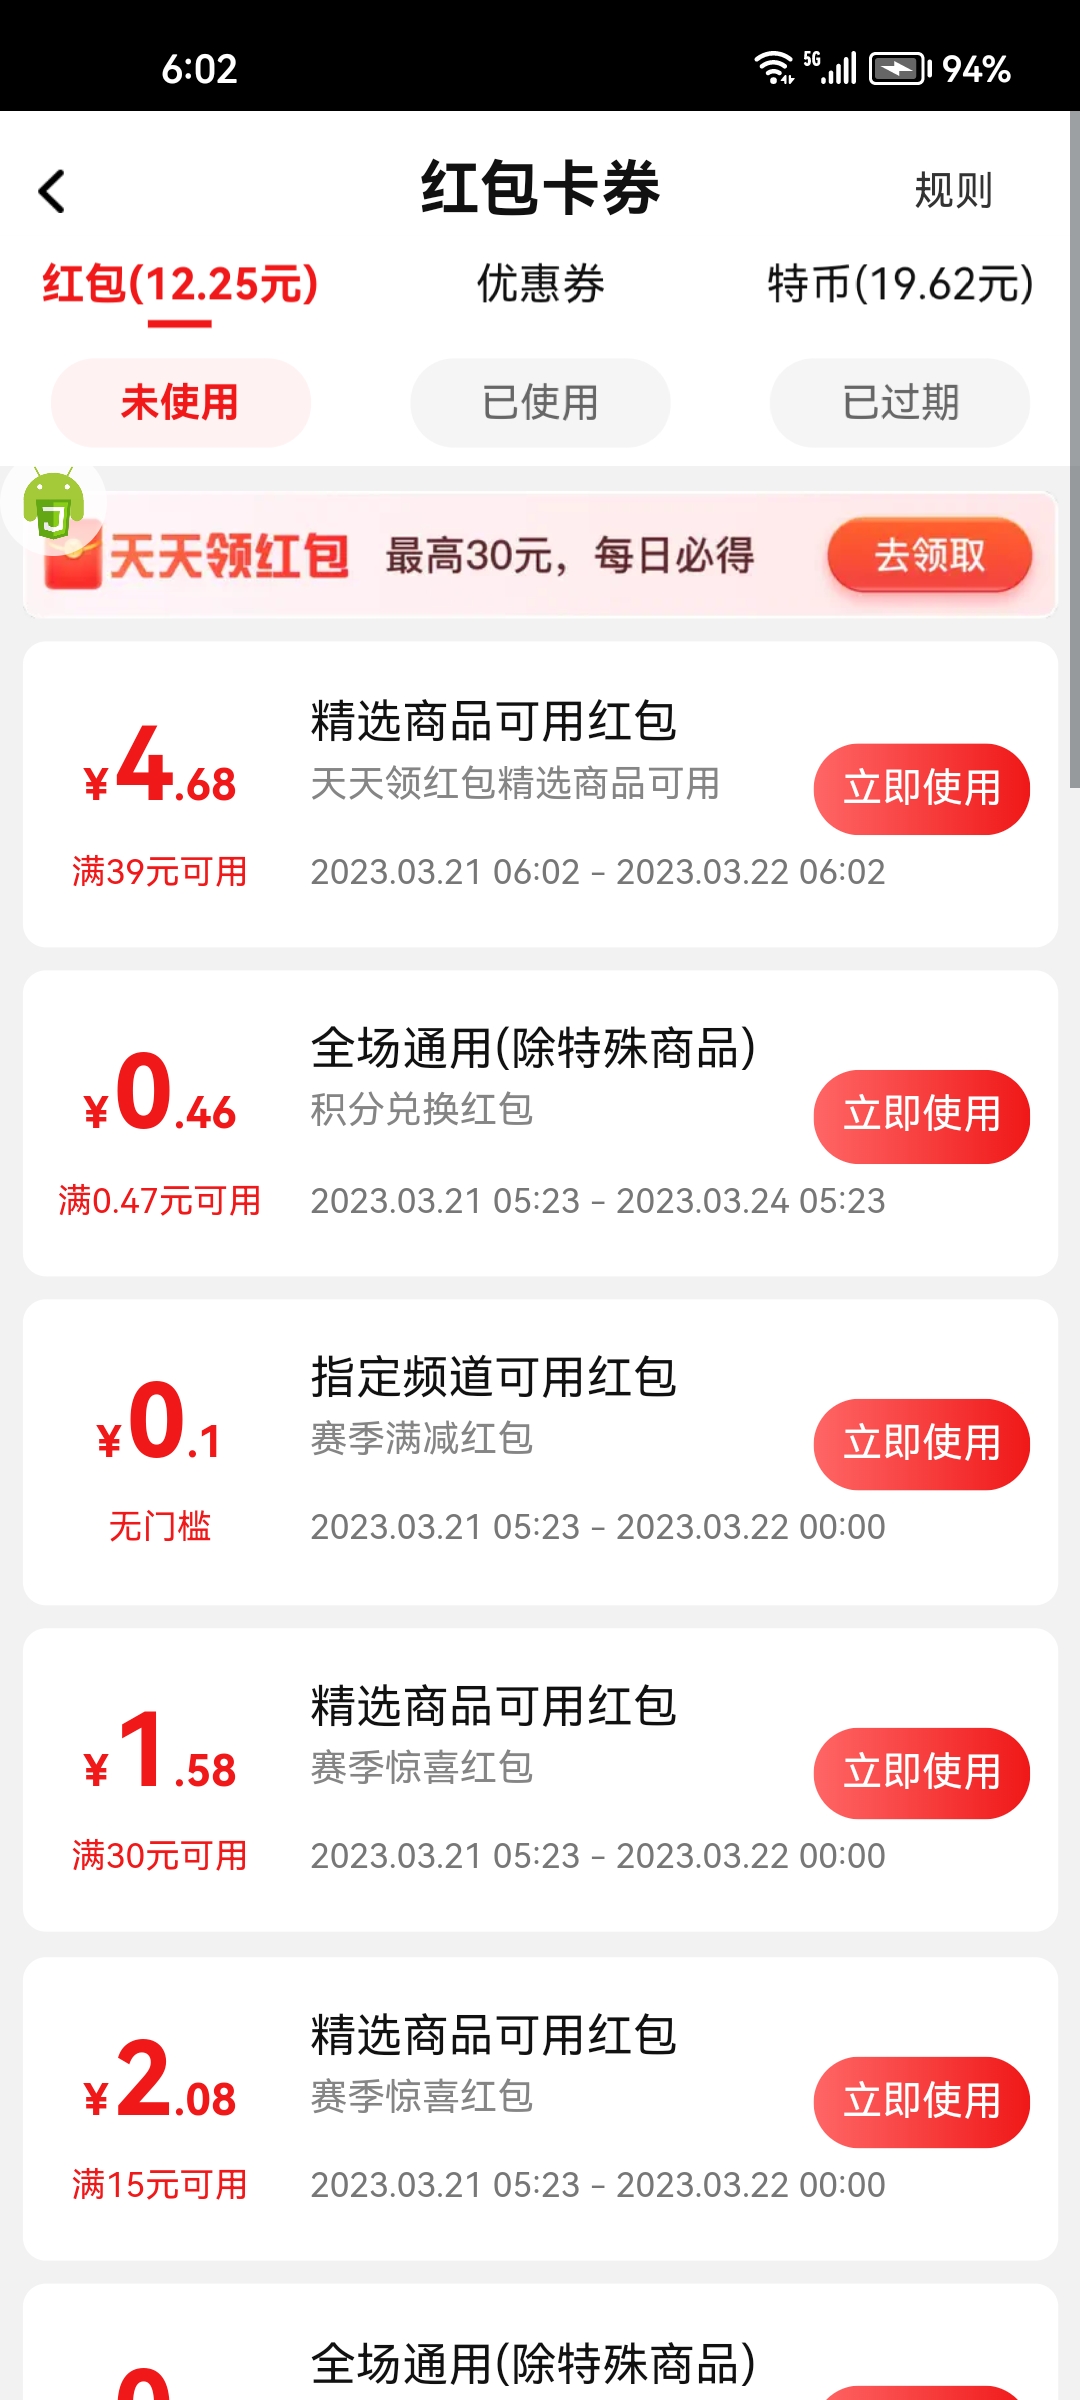 6:02
5G
94%
红包卡券
规则
红包(12.25元)
优惠券
特币(19.62元)
未使用
已使用
已过期
天天领红包 最高30元，每日必得 去领取
精选商品可用红包
¥4.68
天天领红包精选商品可用
立即使用
满39元可用
2023.03.21 06:02 - 2023.03.22 06:02
全场通用(除特殊商品)
¥0.46
积分兑换红包
立即使用
满0.47元可用
2023.03.21 05:23 - 2023.03.24 05:23
指定频道可用红包
¥0.1
赛季满减红包
立即使用
无门槛
2023.03.21 05:23 - 2023.03.22 00:00
精选商品可用红包
¥1.58
赛季惊喜红包
立即使用
满30元可用
2023.03.21 05:23 - 2023.03.22 00:00
精选商品可用红包
¥2.08
赛季惊喜红包
立即使用
满15元可用
2023.03.21 05:23 - 2023.03.22 00:00
全场通用(除特殊商品)